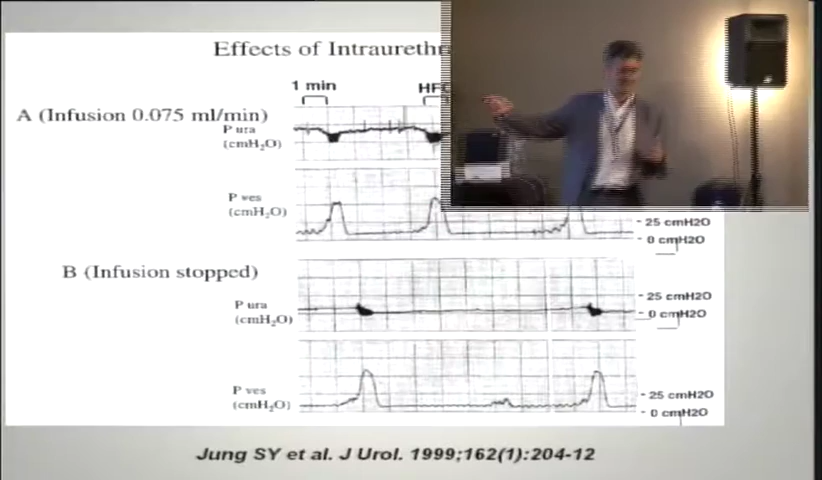 Effects of Intraureth
1 min
HF
A (Infusion 0.075 ml/min)
P ura
(cmH2O)
P ves
(cmH2O)
- 25 cmH2O
- 0 cmH2O
B (Infusion stopped)
P ura
(cmH2O)
- 25 cmH2O
- 0 cmH2O
P ves
(cmH2O)
- 25 cmH2O
- 0 cmH2O
Jung SY et al. J Urol. 1999;162(1):204-12